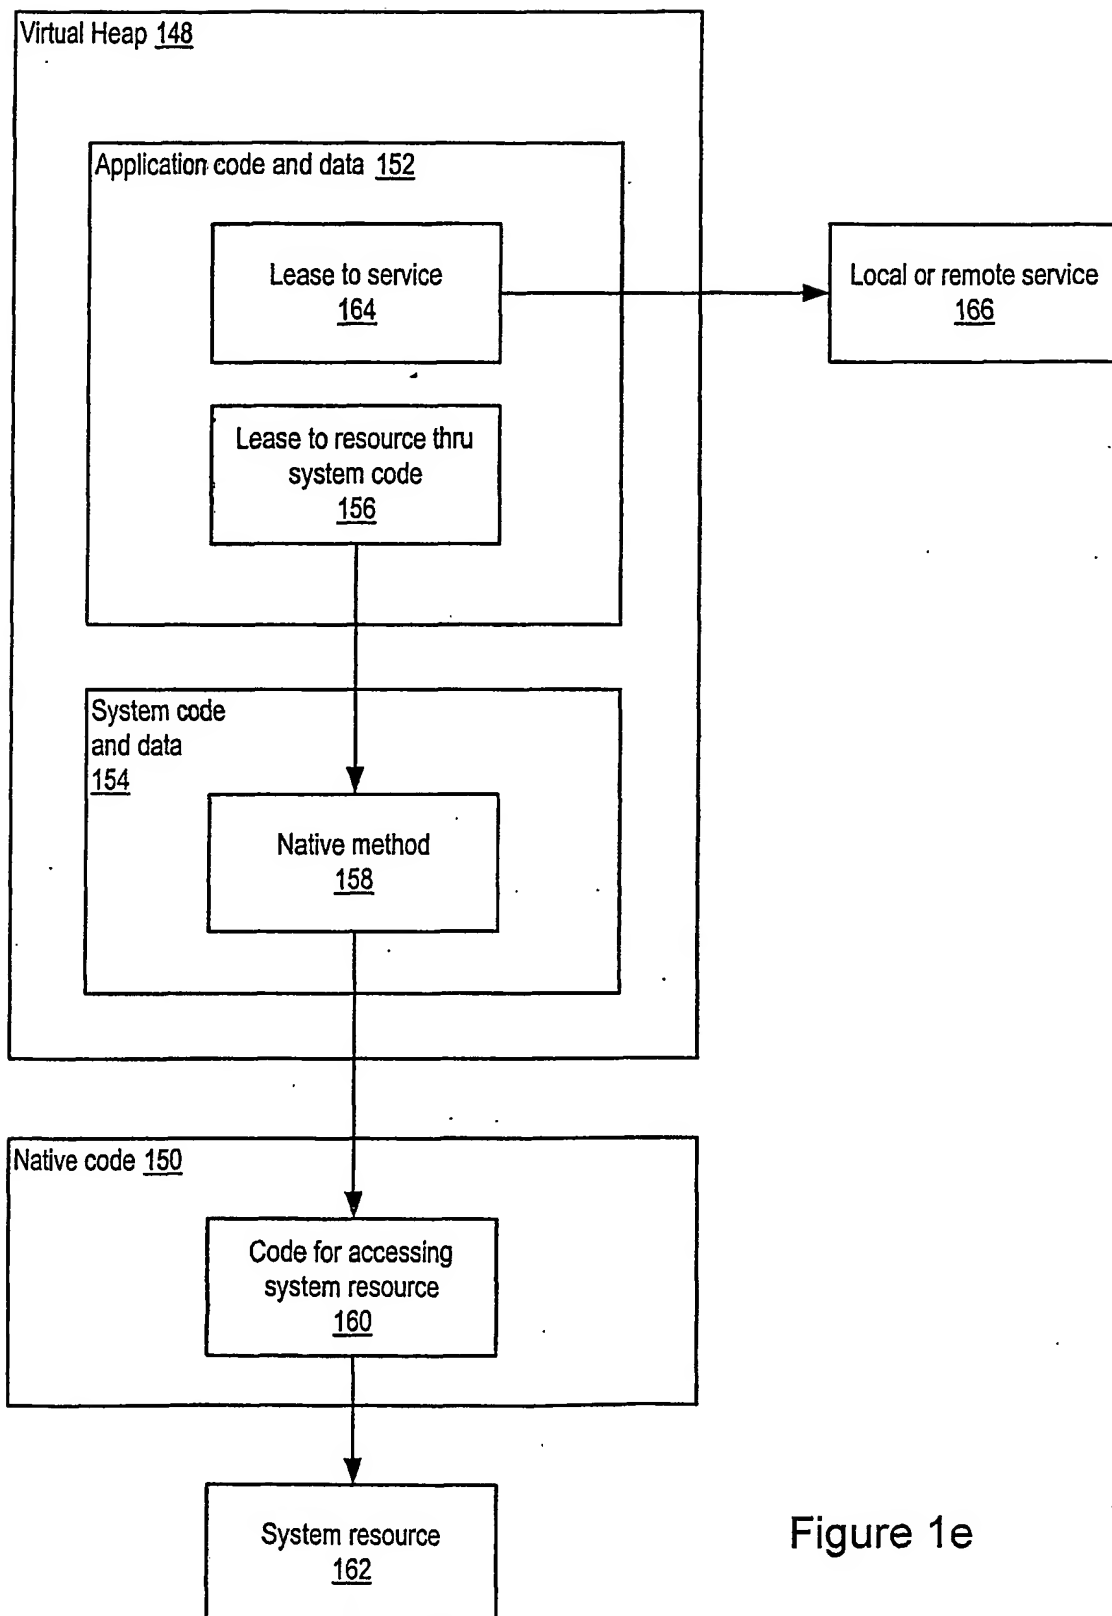 Virtual Heap 148
Application code and data 152
Lease to service
164
Local or remote service
166
Lease to resource thru
system code
156
System code
and data
154
Native method
158
Native code 150
Code for accessing
system resource
160
System resource
162
Figure 1e